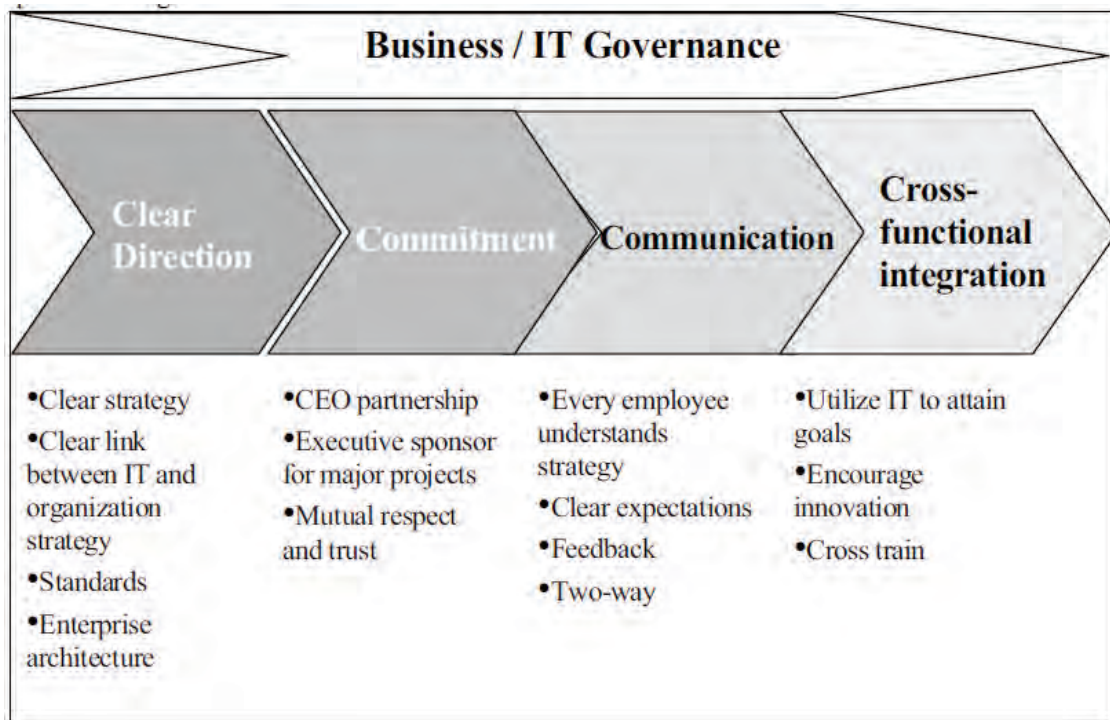 Business / IT Governance
Clear
Direction
Commitment
Communication
Cross-
functional
integration
•Clear strategy
•Clear link
between IT and
organization
strategy
•Standards
•Enterprise
architecture
•CEO partnership
•Executive sponsor
for major projects
•Mutual respect
and trust
•Every employee
understands
strategy
•Clear expectations
•Feedback
•Two-way
•Utilize IT to attain
goals
•Encourage
innovation
•Cross train